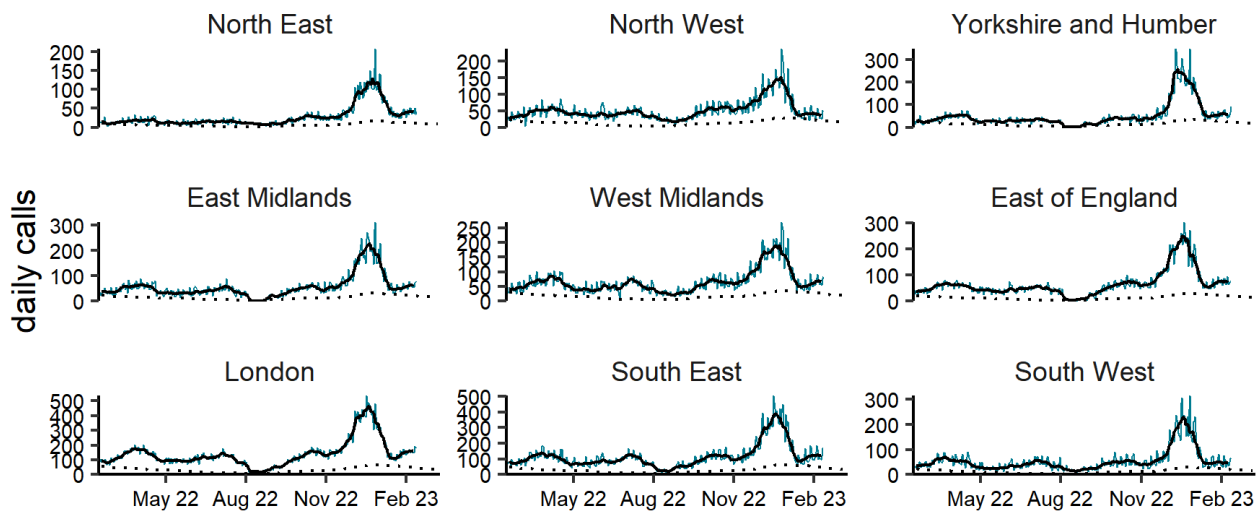 North East North West Yorkshire and Humber
200 200 300
150 150 200
100 100 100
50 50 0
0 0
East Midlands West Midlands East of England
300 250 300
200 200 200
100 150 100
0 100 0
50
0
daily calls
London South East South West
500 500 300
400 400 200
300 300 100
200 200 0
100 100
0 0
May 22 Aug 22 Nov 22 Feb 23 May 22 Aug 22 Nov 22 Feb 23 May 22 Aug 22 Nov 22 Feb 23